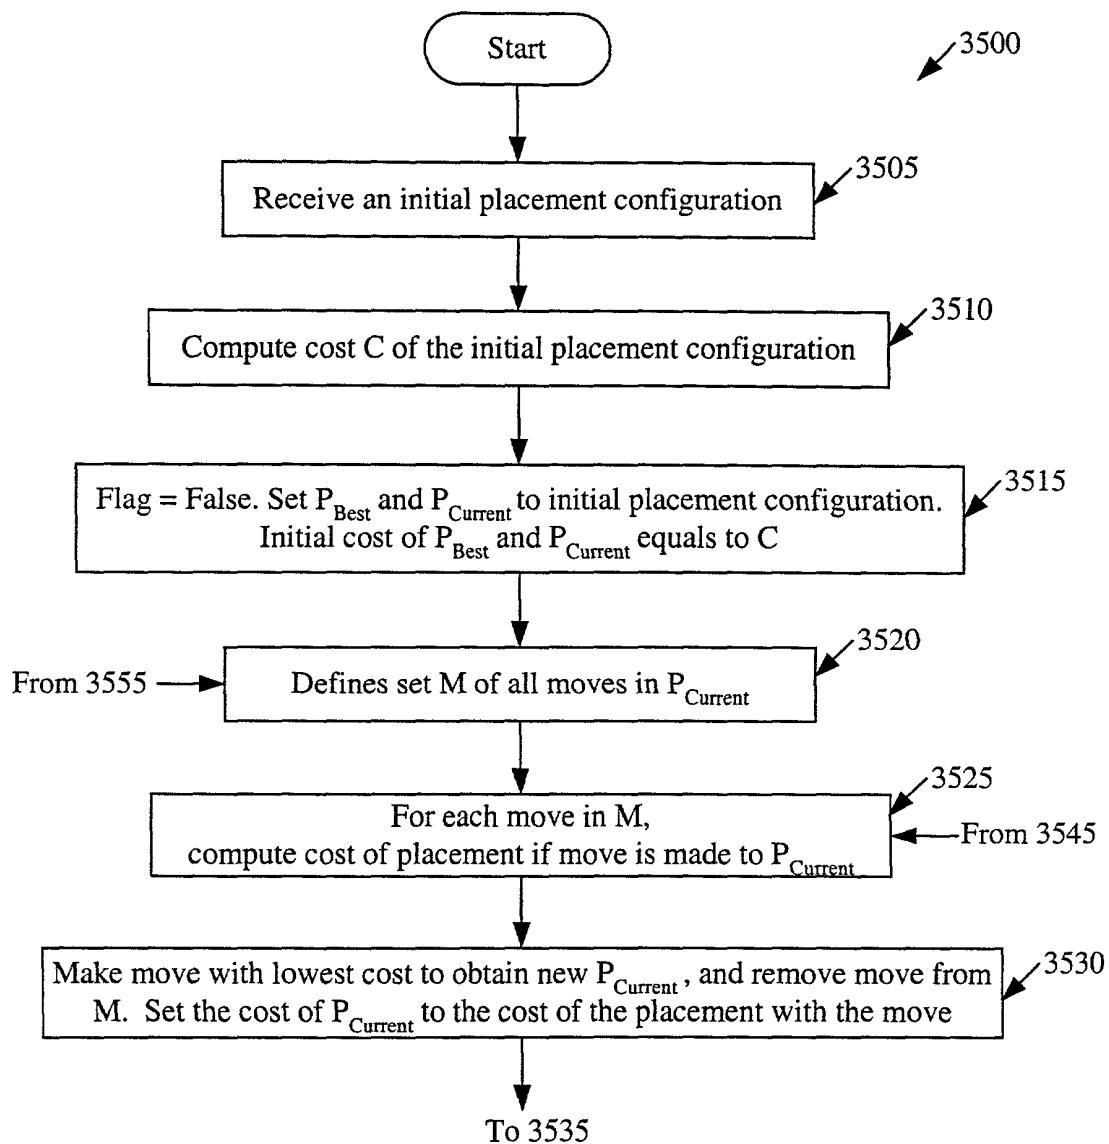 Start
3500
3505
Receive an initial placement configuration
3510
Compute cost C of the initial placement configuration
3515
Flag = False. Set P_Best and P_Current to initial placement configuration.
Initial cost of P_Best and P_Current equals to C
3520
From 3555
Defines set M of all moves in P_Current
3525
For each move in M,
compute cost of placement if move is made to P_Current
From 3545
3530
Make move with lowest cost to obtain new P_Current, and remove move from
M. Set the cost of P_Current to the cost of the placement with the move
To 3535